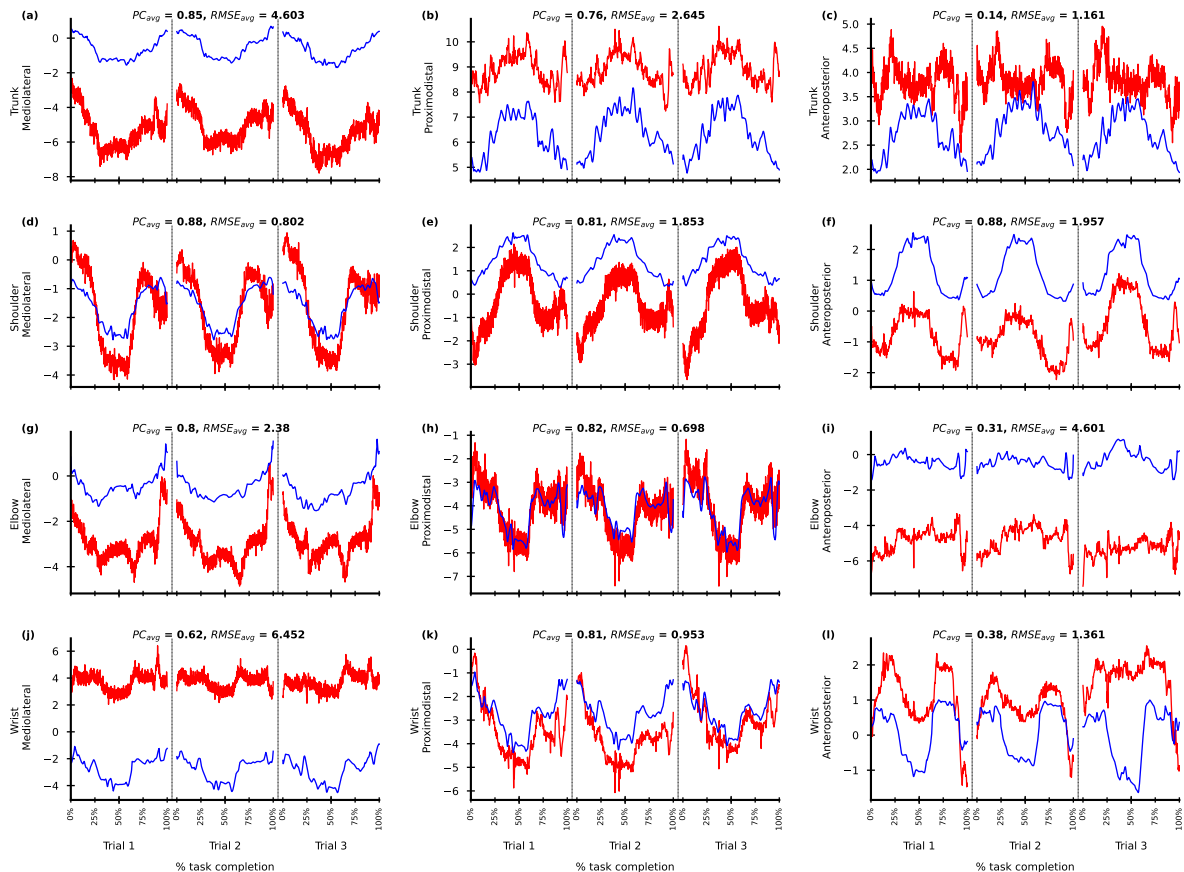 (a) PC_avg = 0.85, RMSE_avg = 4.603
Trunk
Mediolateral
0
−2
−4
−6
−8
(b) PC_avg = 0.76, RMSE_avg = 2.645
Trunk
Proximodistal
10
9
8
7
6
5
(c) PC_avg = 0.14, RMSE_avg = 1.161
Trunk
Anteroposterior
5.0
4.5
4.0
3.5
3.0
2.5
2.0
(d) PC_avg = 0.88, RMSE_avg = 0.802
Shoulder
Mediolateral
1
0
−1
−2
−3
−4
(e) PC_avg = 0.81, RMSE_avg = 1.853
Shoulder
Proximodistal
2
1
0
−1
−2
−3
(f) PC_avg = 0.88, RMSE_avg = 1.957
Shoulder
Anteroposterior
2
1
0
−1
−2
(g) PC_avg = 0.8, RMSE_avg = 2.38
Elbow
Mediolateral
0
−2
−4
(h) PC_avg = 0.82, RMSE_avg = 0.698
Elbow
Proximodistal
−1
−2
−3
−4
−5
−6
−7
(i) PC_avg = 0.31, RMSE_avg = 4.601
Elbow
Anteroposterior
0
−2
−4
−6
(j) PC_avg = 0.62, RMSE_avg = 6.452
Wrist
Mediolateral
6
4
2
0
−2
−4
0% 25% 50% 75% 100% 25% 50% 75% 100% 25% 50% 75% 100%
Trial 1 Trial 2 Trial 3
% task completion
(k) PC_avg = 0.81, RMSE_avg = 0.953
Wrist
Proximodistal
0
−1
−2
−3
−4
−5
−6
0% 25% 50% 75% 100% 25% 50% 75% 100% 25% 50% 75% 100%
Trial 1 Trial 2 Trial 3
% task completion
(l) PC_avg = 0.38, RMSE_avg = 1.361
Wrist
Anteroposterior
2
1
0
−1
0% 25% 50% 75% 100% 25% 50% 75% 100% 25% 50% 75% 100%
Trial 1 Trial 2 Trial 3
% task completion